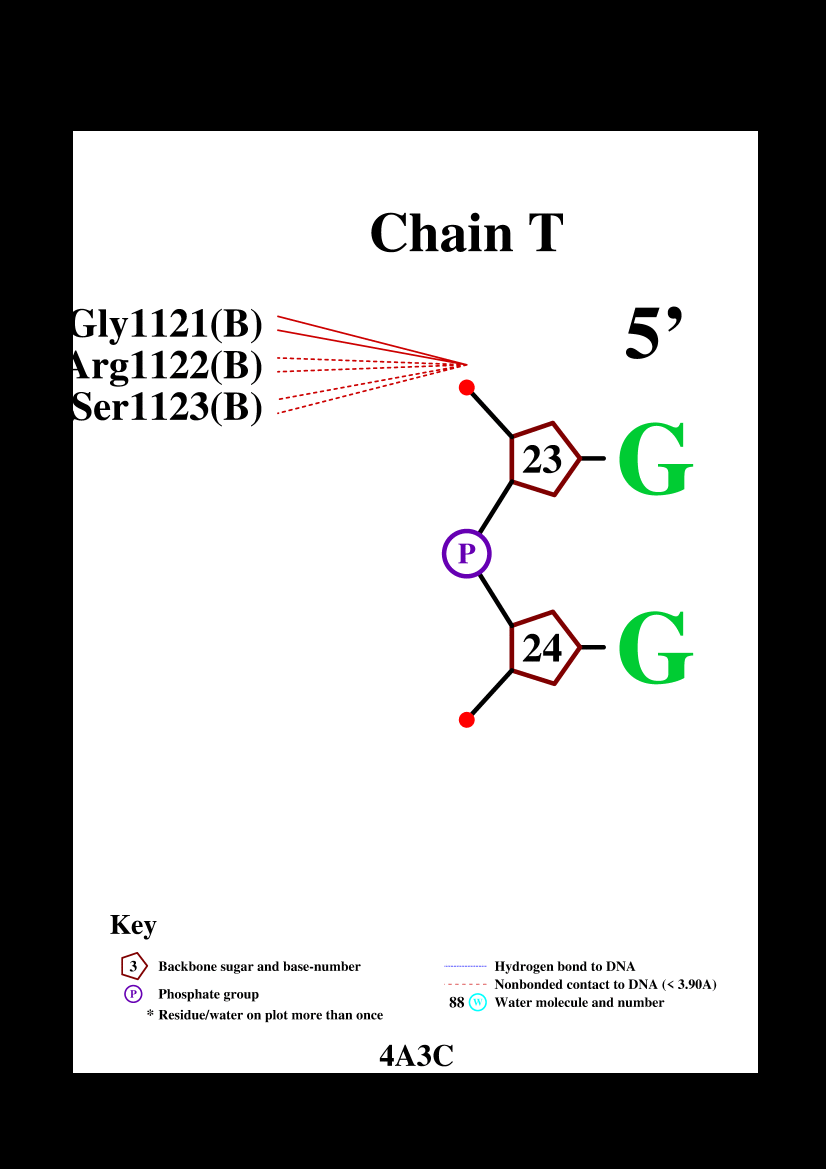 Chain T
5’
Gly1121(B)
Arg1122(B)
Ser1123(B)
23
G
P
24
G
Key
3 Backbone sugar and base-number
P Phosphate group
* Residue/water on plot more than once
Hydrogen bond to DNA
Nonbonded contact to DNA (< 3.90A)
88 W Water molecule and number
4A3C